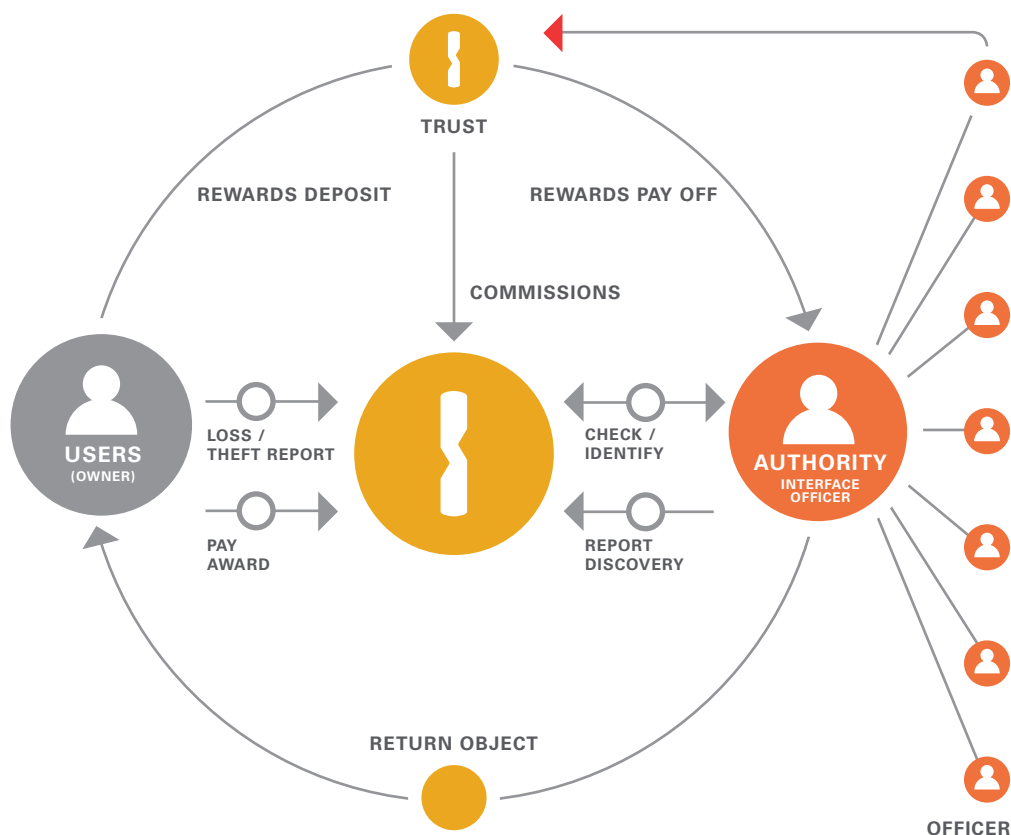 TRUST
REWARDS DEPOSIT
REWARDS PAY OFF
COMMISSIONS
USERS
(OWNER)
LOSS /
THEFT REPORT
PAY
AWARD
CHECK /
IDENTIFY
REPORT
DISCOVERY
AUTHORITY
INTERFACE
OFFICER
RETURN OBJECT
OFFICER